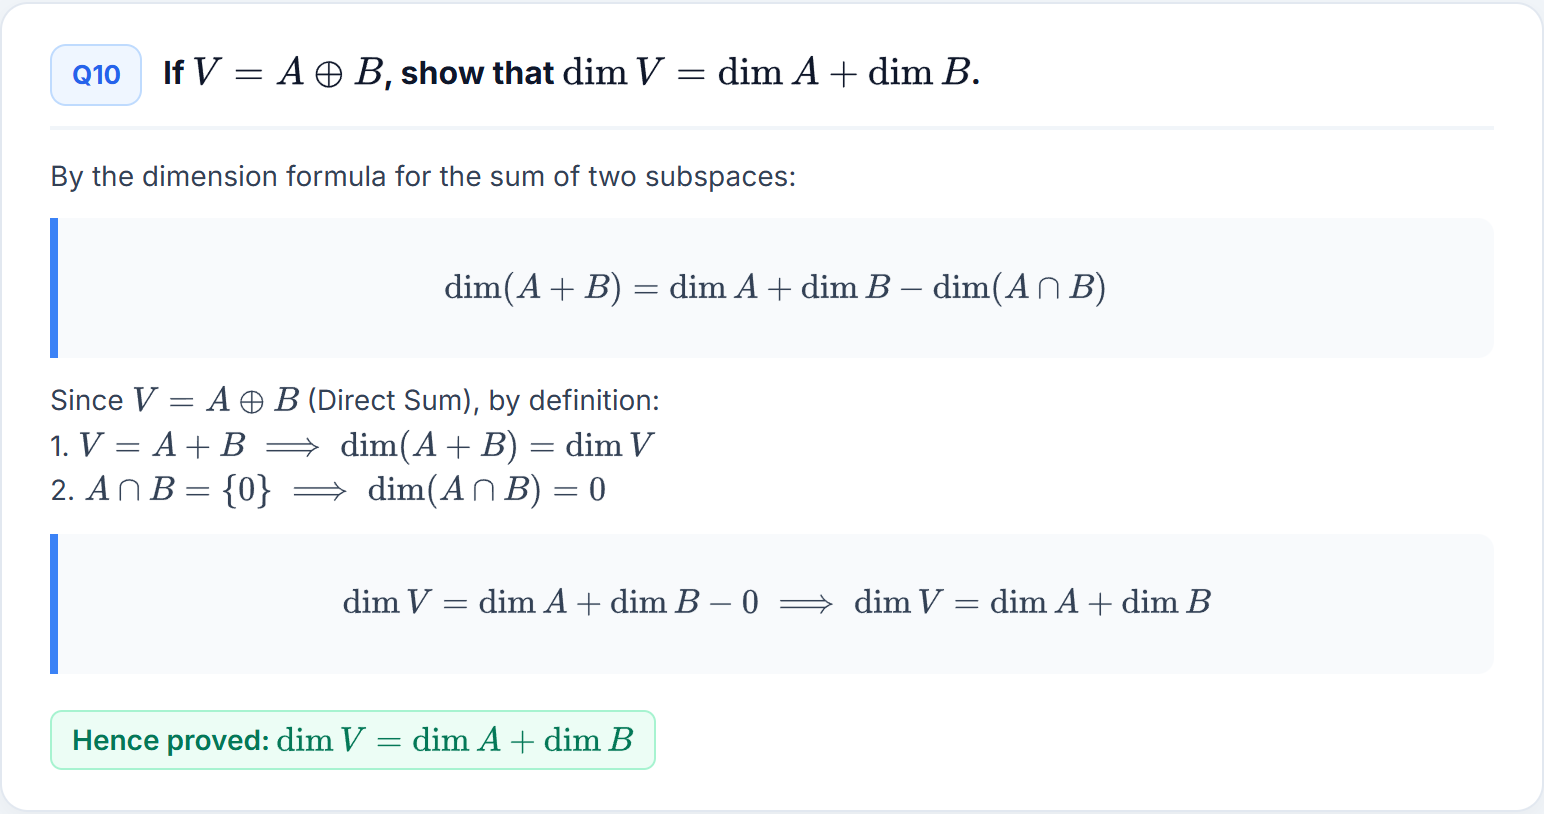 Q10 If V = A ⊕ B, show that dim V = dim A + dim B.
By the dimension formula for the sum of two subspaces:
dim(A + B) = dim A + dim B − dim(A ∩ B)
Since V = A ⊕ B (Direct Sum), by definition:
1. V = A + B ⟹ dim(A + B) = dim V
2. A ∩ B = {0} ⟹ dim(A ∩ B) = 0
dim V = dim A + dim B − 0 ⟹ dim V = dim A + dim B
Hence proved: dim V = dim A + dim B